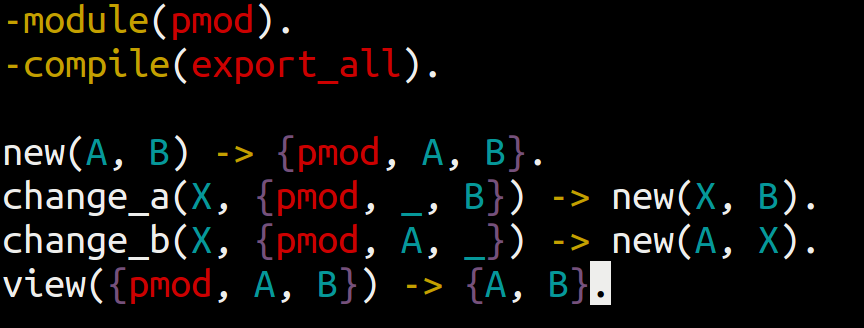 -module(pmod).
-compile(export_all).
new(A, B) -> {pmod, A, B}.
change_a(X, {pmod, _, B}) -> new(X, B).
change_b(X, {pmod, A, _}) -> new(A, X).
view({pmod, A, B}) -> {A, B}.